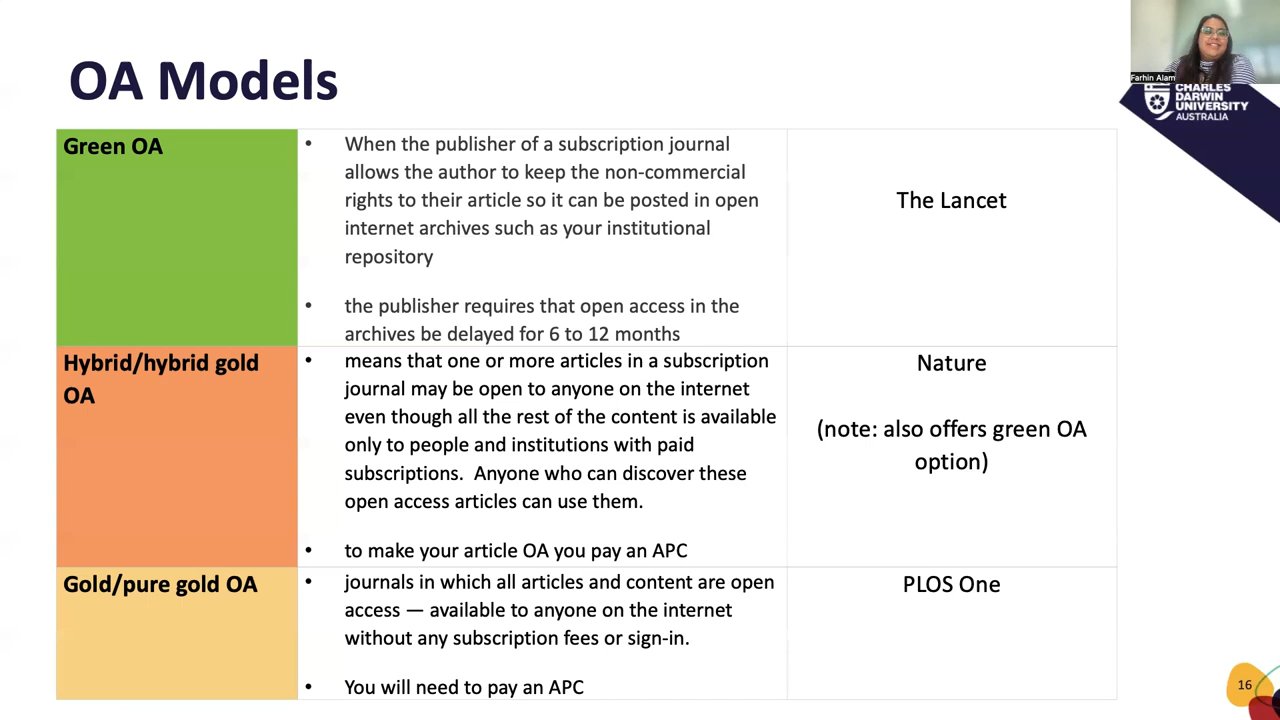 OA Models
Farhin Alam
CHARLES
DARWIN
UNIVERSITY
AUSTRALIA
Green OA
• When the publisher of a subscription journal
allows the author to keep the non-commercial
rights to their article so it can be posted in open
internet archives such as your institutional
repository
• the publisher requires that open access in the
archives be delayed for 6 to 12 months
The Lancet
Hybrid/hybrid gold
OA
• means that one or more articles in a subscription
journal may be open to anyone on the internet
even though all the rest of the content is available
only to people and institutions with paid
subscriptions.  Anyone who can discover these
open access articles can use them.
• to make your article OA you pay an APC
Nature
(note: also offers green OA
option)
Gold/pure gold OA
• journals in which all articles and content are open
access — available to anyone on the internet
without any subscription fees or sign-in.
• You will need to pay an APC
PLOS One
16